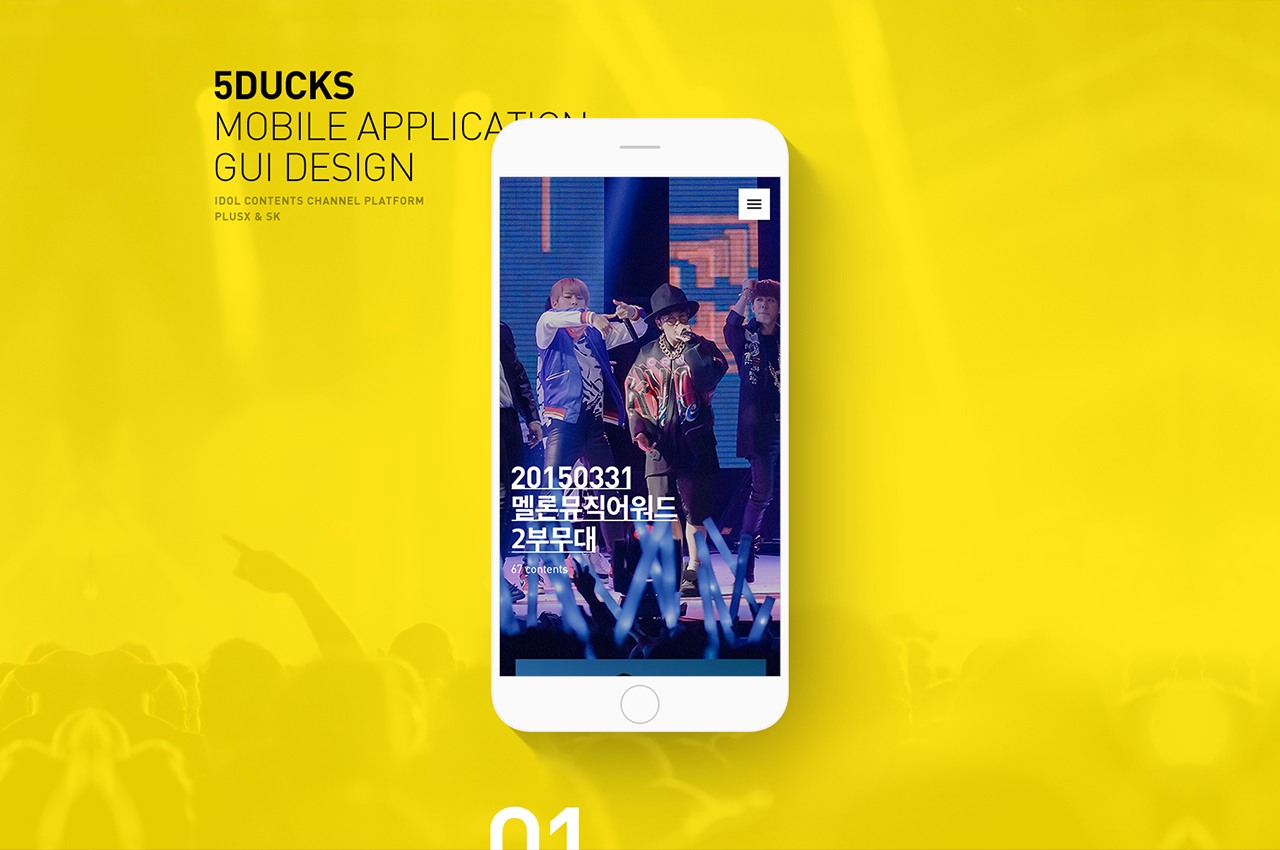 5DUCKS
MOBILE APPLICATION
GUI DESIGN
IDOL CONTENTS CHANNEL PLATFORM
PLUSX & SK
20150331
멜론뮤직어워드
2부무대
67 contents
01